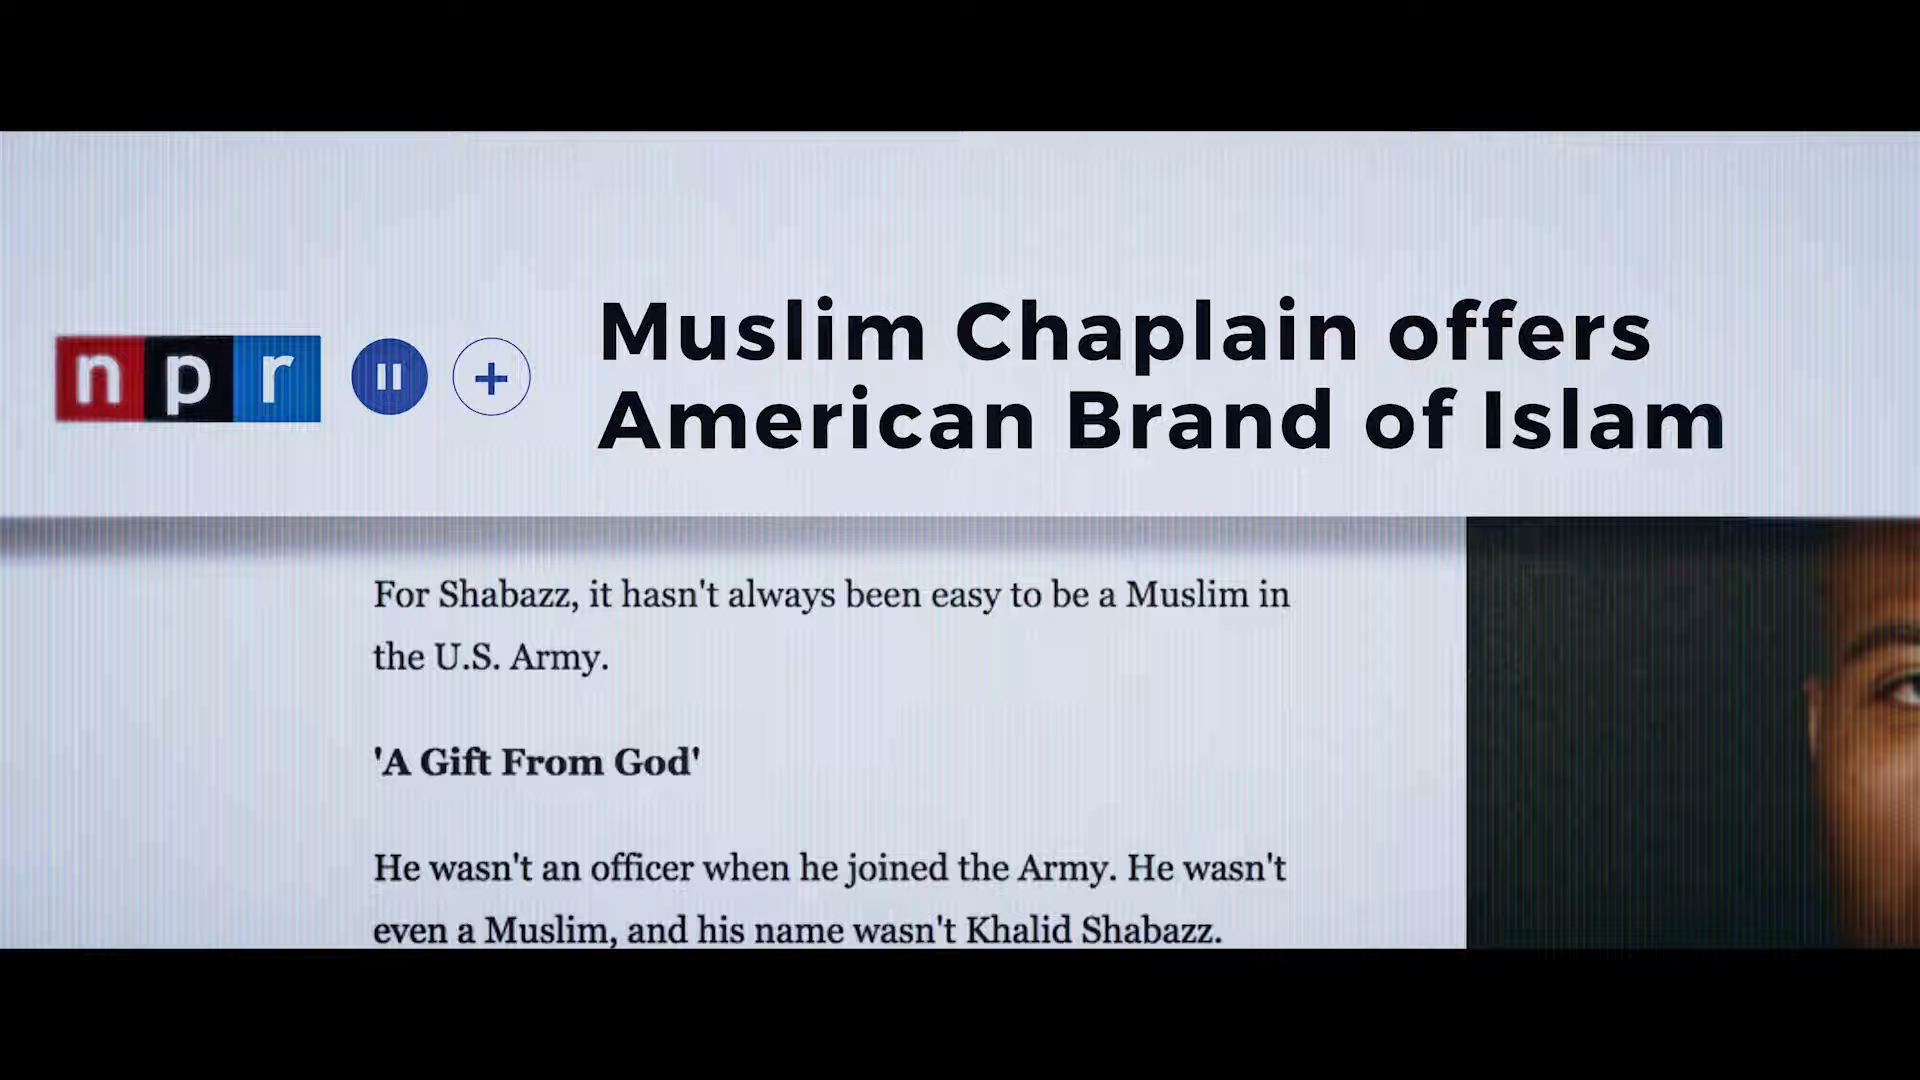 npr
Muslim Chaplain offers
American Brand of Islam
For Shabazz, it hasn't always been easy to be a Muslim in
the U.S. Army.
'A Gift From God'
He wasn't an officer when he joined the Army. He wasn't
even a Muslim, and his name wasn't Khalid Shabazz.